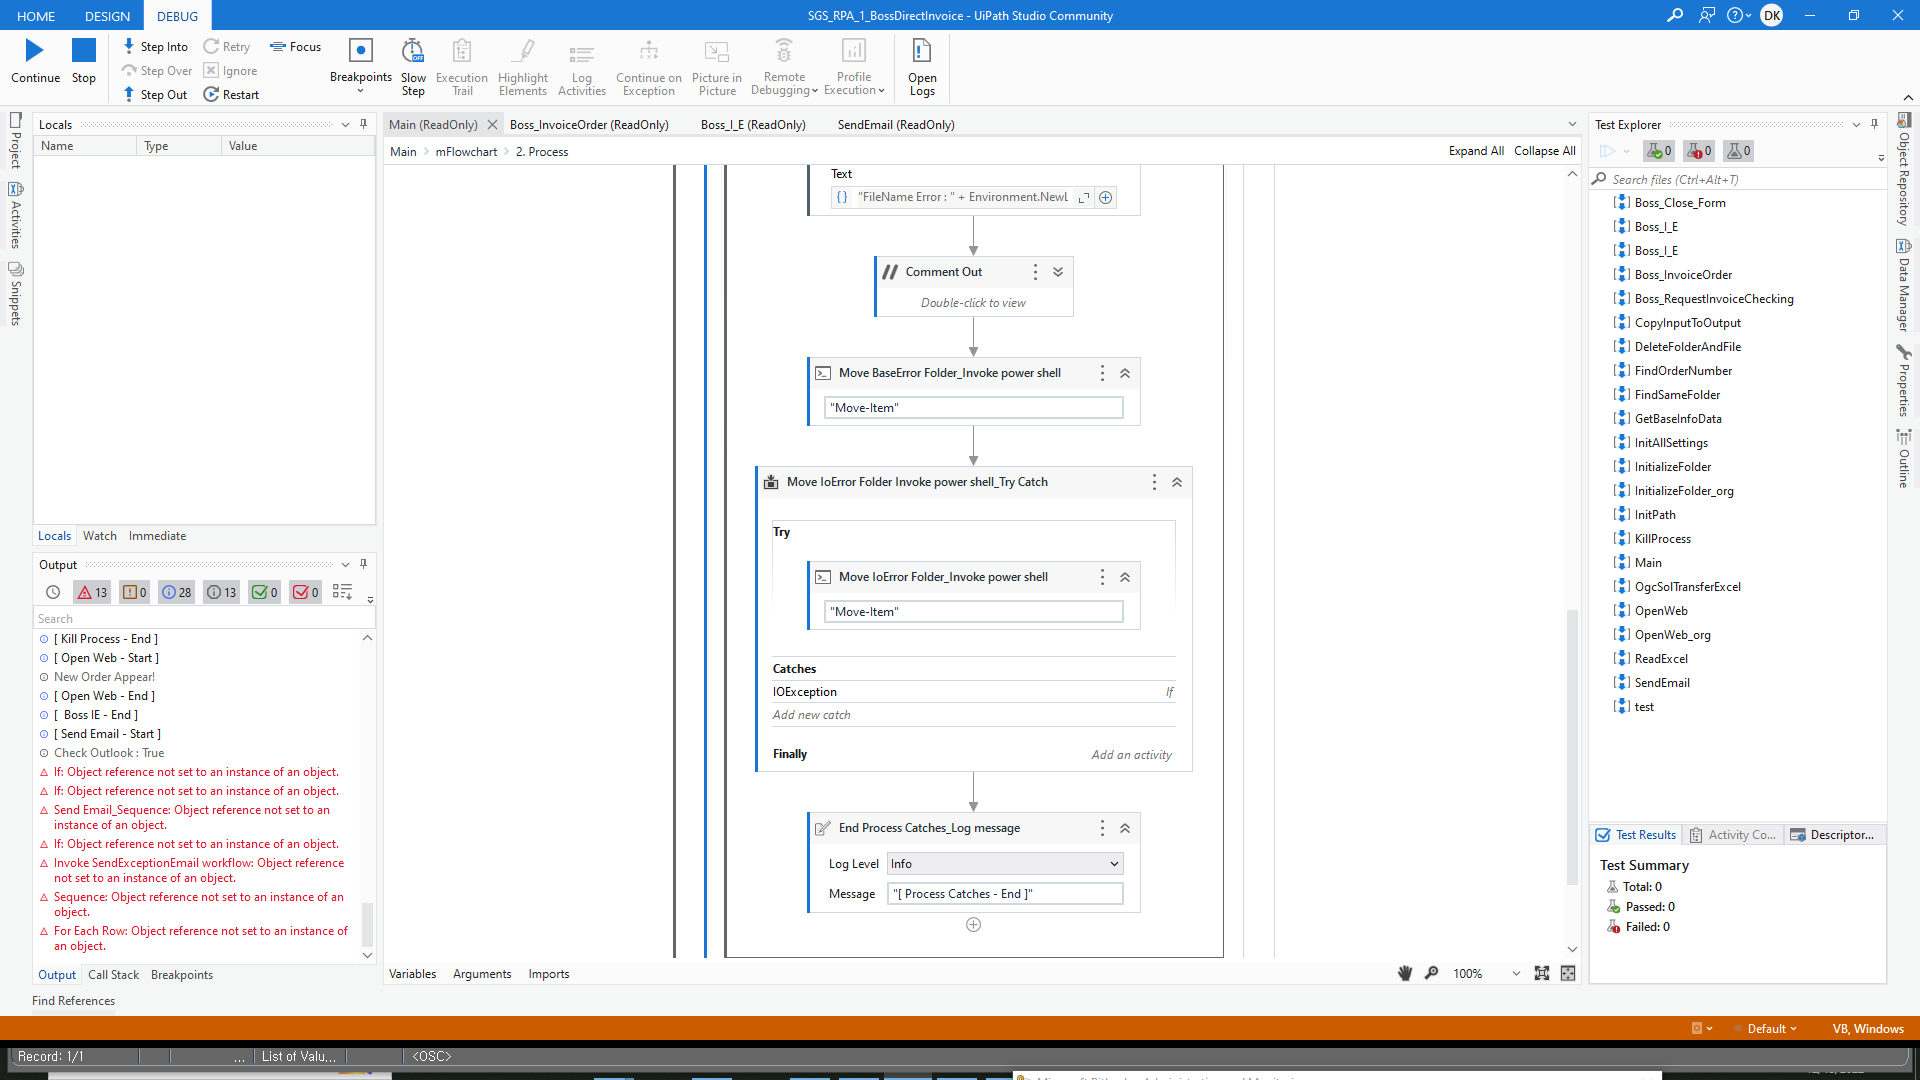 HOME
DESIGN
DEBUG
SGS_RPA_1_BossDirectInvoice - UiPath Studio Community
DK
Continue
Stop
Step Into
Step Over
Step Out
Retry
Ignore
Restart
Focus
Breakpoints
Slow Step
Execution Trail
Highlight Elements
Log Activities
Continue on Exception
Picture in Picture
Remote Debugging
Profile Execution
Open Logs
Project
Activities
Snippets
Locals
Name
Type
Value
Locals
Watch
Immediate
Output
13
0
28
13
0
0
Search
[ Kill Process - End ]
[ Open Web - Start ]
New Order Appear!
[ Open Web - End ]
[  Boss IE - End ]
[ Send Email - Start ]
Check Outlook : True
If: Object reference not set to an instance of an object.
If: Object reference not set to an instance of an object.
Send Email_Sequence: Object reference not set to an
instance of an object.
If: Object reference not set to an instance of an object.
Invoke SendExceptionEmail workflow: Object reference
not set to an instance of an object.
Sequence: Object reference not set to an instance of an
object.
For Each Row: Object reference not set to an instance of
an object.
Output
Call Stack
Breakpoints
Find References
Main (ReadOnly)
Boss_InvoiceOrder (ReadOnly)
Boss_I_E (ReadOnly)
SendEmail (ReadOnly)
Main
mFlowchart
2. Process
Expand All
Collapse All
Text
"FileName Error : " + Environment.NewL
Comment Out
Double-click to view
Move BaseError Folder_Invoke power shell
"Move-Item"
Move IoError Folder Invoke power shell_Try Catch
Try
Move IoError Folder_Invoke power shell
"Move-Item"
Catches
IOException
If
Add new catch
Finally
Add an activity
End Process Catches_Log message
Log Level
Info
Message
"[ Process Catches - End ]"
Variables
Arguments
Imports
100%
Test Explorer
0
0
0
Search files (Ctrl+Alt+T)
Boss_Close_Form
Boss_I_E
Boss_I_E
Boss_InvoiceOrder
Boss_RequestInvoiceChecking
CopyInputToOutput
DeleteFolderAndFile
FindOrderNumber
FindSameFolder
GetBaseInfoData
InitAllSettings
InitializeFolder
InitializeFolder_org
InitPath
KillProcess
Main
OgcSolTransferExcel
OpenWeb
OpenWeb_org
ReadExcel
SendEmail
test
Test Results
Activity Co...
Descriptor...
Test Summary
Total: 0
Passed: 0
Failed: 0
Object Repository
Data Manager
Properties
Outline
Default
VB, Windows
Record: 1/1
...
List of Valu...
<OSC>